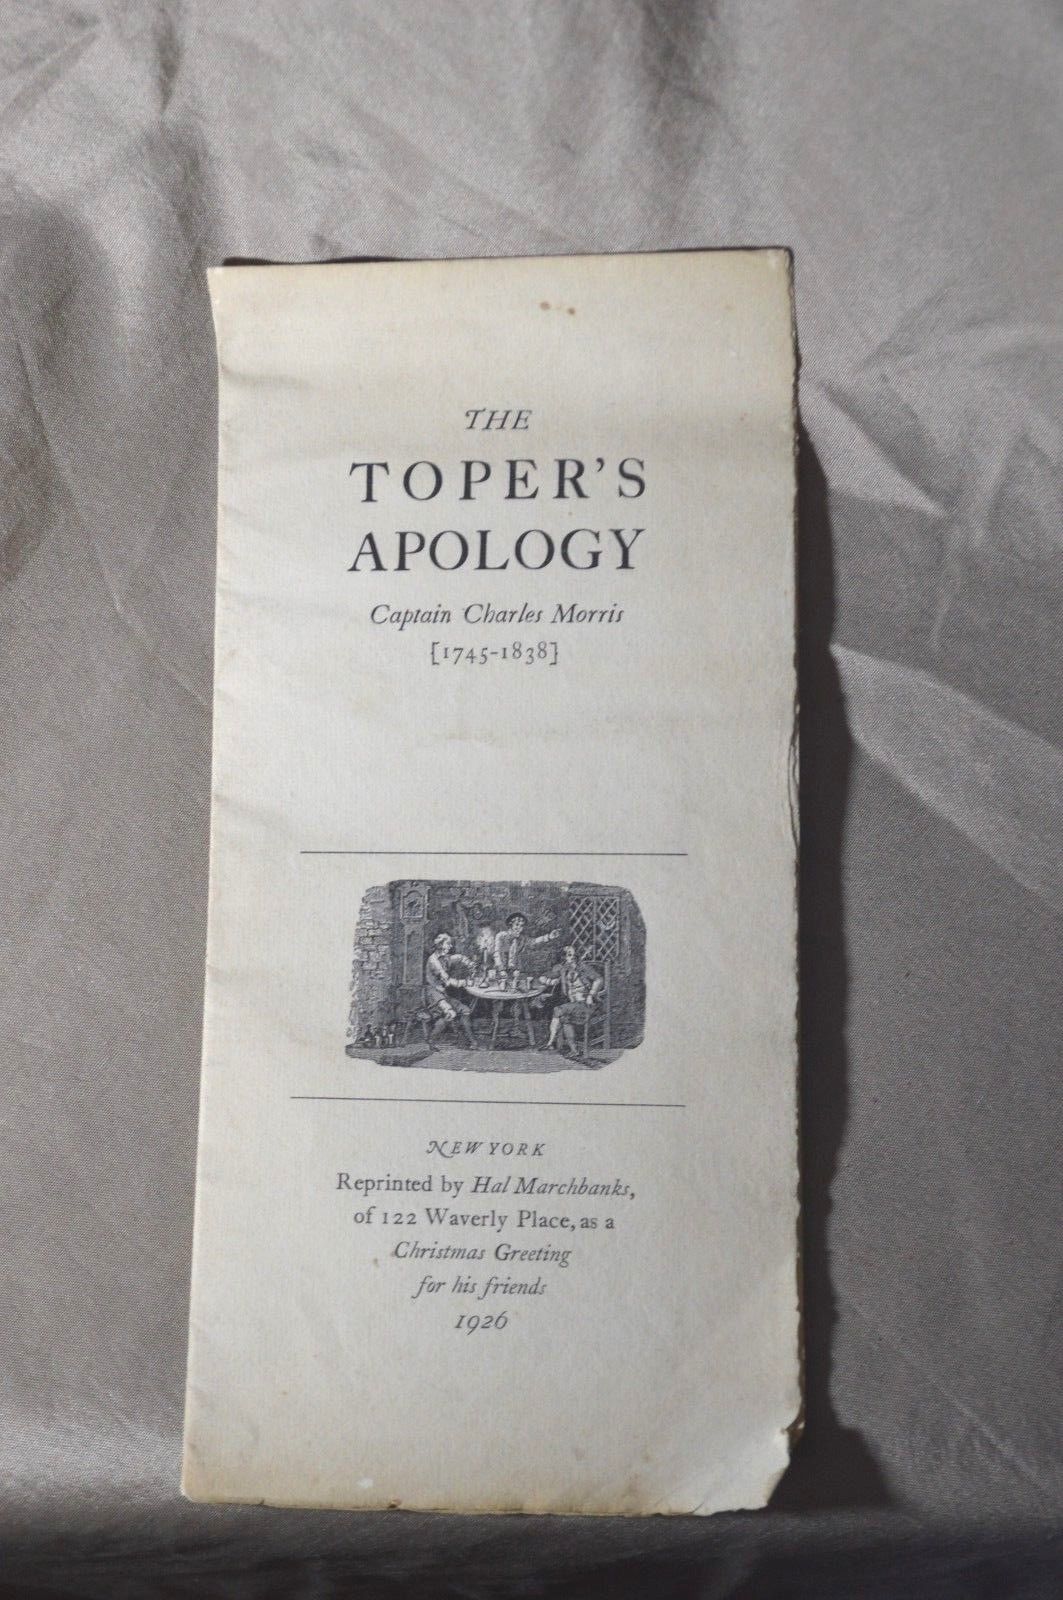 THE
TOPER'S
APOLOGY
Captain Charles Morris
[1745-1838]
NEW YORK
Reprinted by Hal Marchbanks,
of 122 Waverly Place, as a
Christmas Greeting
for his friends
1926